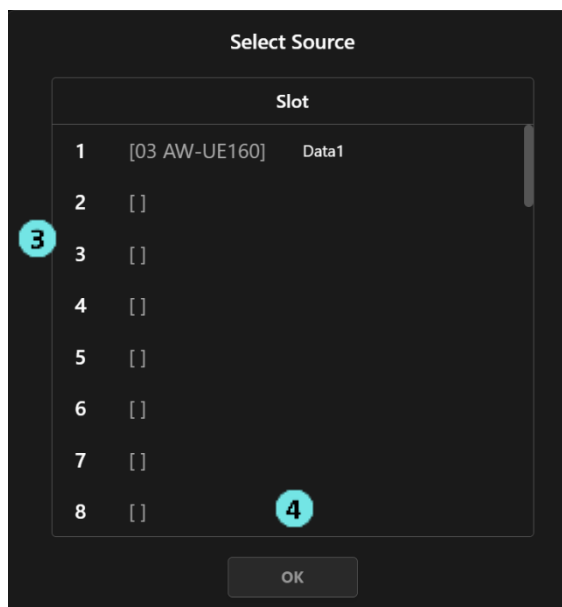 Select Source
Slot
1 [03 AW-UE160] Data1
2 [ ]
3
3 [ ]
4 [ ]
5 [ ]
6 [ ]
7 [ ]
8 [ ]
4
OK